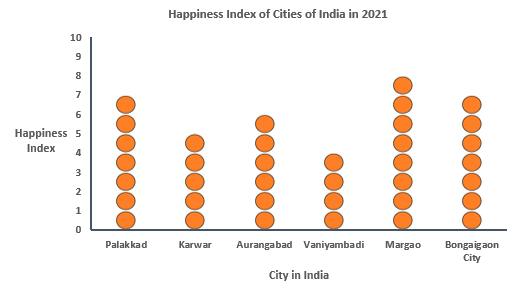 Happiness Index of Cities of India in 2021
10
9
8
7
6
5
4
3
2
1
0
Happiness
Index
Palakkad Karwar Aurangabad Vaniyambadi Margao Bongaigaon
City
City in India